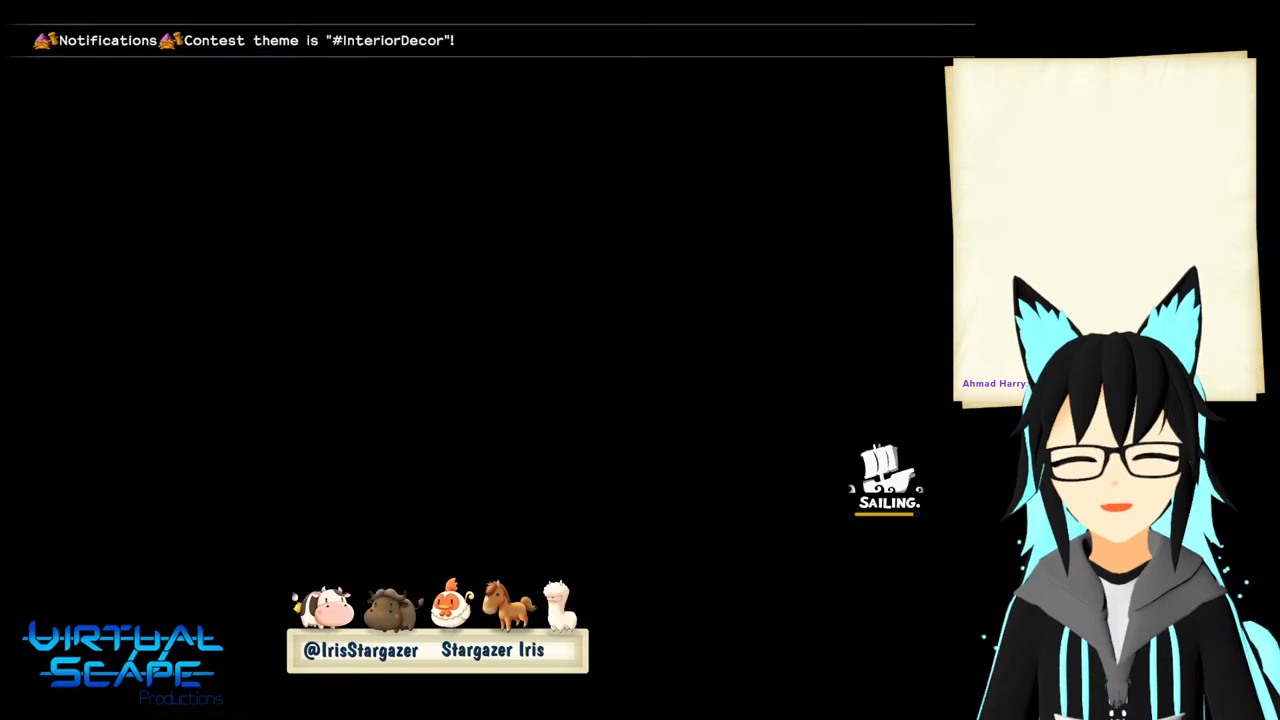 Notifications Contest theme is "#InteriorDecor"!
Ahmad Harry:
SAILING.
@IrisStargazer Stargazer Iris
VIRTUAL
SCAPE
Productions